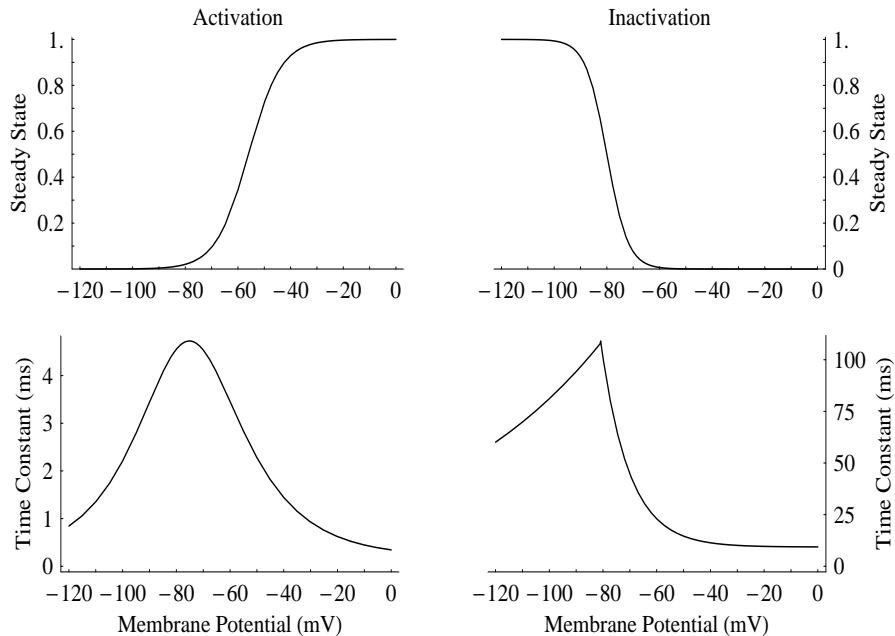 Activation
Inactivation
Steady State
1.
0.8
0.6
0.4
0.2
−120 −100 −80 −60 −40 −20 0
1.
0.8
0.6
0.4
0.2
0
Steady State
−120 −100 −80 −60 −40 −20 0
Time Constant (ms)
4
3
2
1
0
−120 −100 −80 −60 −40 −20 0
Membrane Potential (mV)
100
75
50
25
0
Time Constant (ms)
−120 −100 −80 −60 −40 −20 0
Membrane Potential (mV)